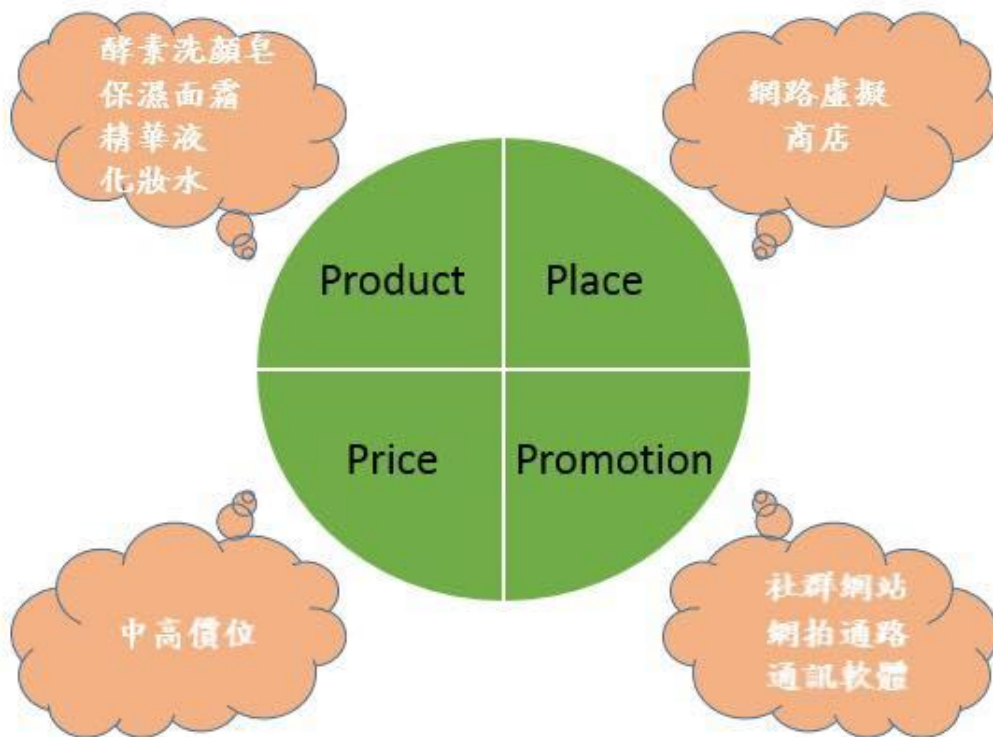 酵素洗顏皂
保濕面霜
精華液
化妝水
網路虛擬
商店
Product
Place
Price
Promotion
中高價位
社群網站
網拍通路
通訊軟體